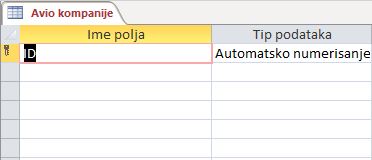 Avio kompanije
Ime polja Tip podataka
ID Automatsko numerisanje